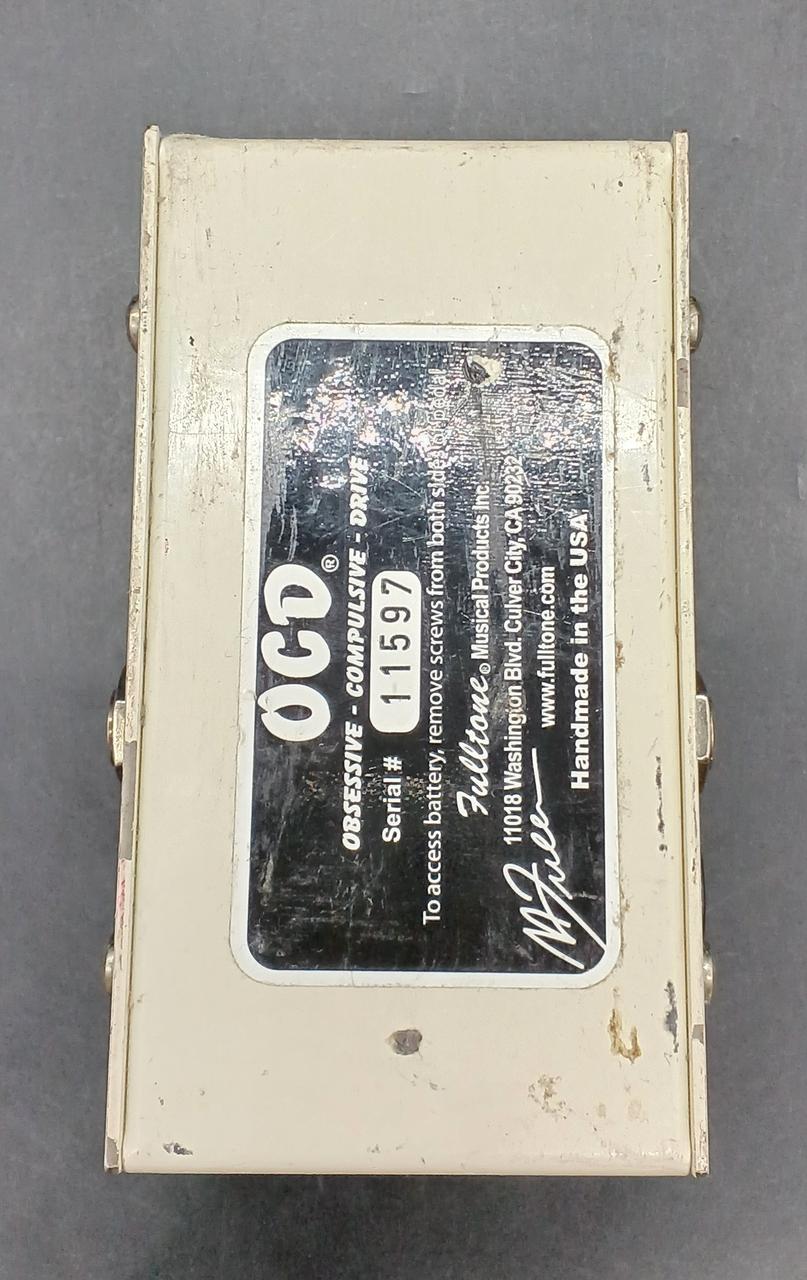 OCD®
OBSESSIVE - COMPULSIVE - DRIVE
Serial # 11597
To access battery, remove screws from both sides of pedal
Fulltone® Musical Products Inc.
11018 Washington Blvd. Culver City, CA 90232
www.fulltone.com
M Fuller
Handmade in the USA